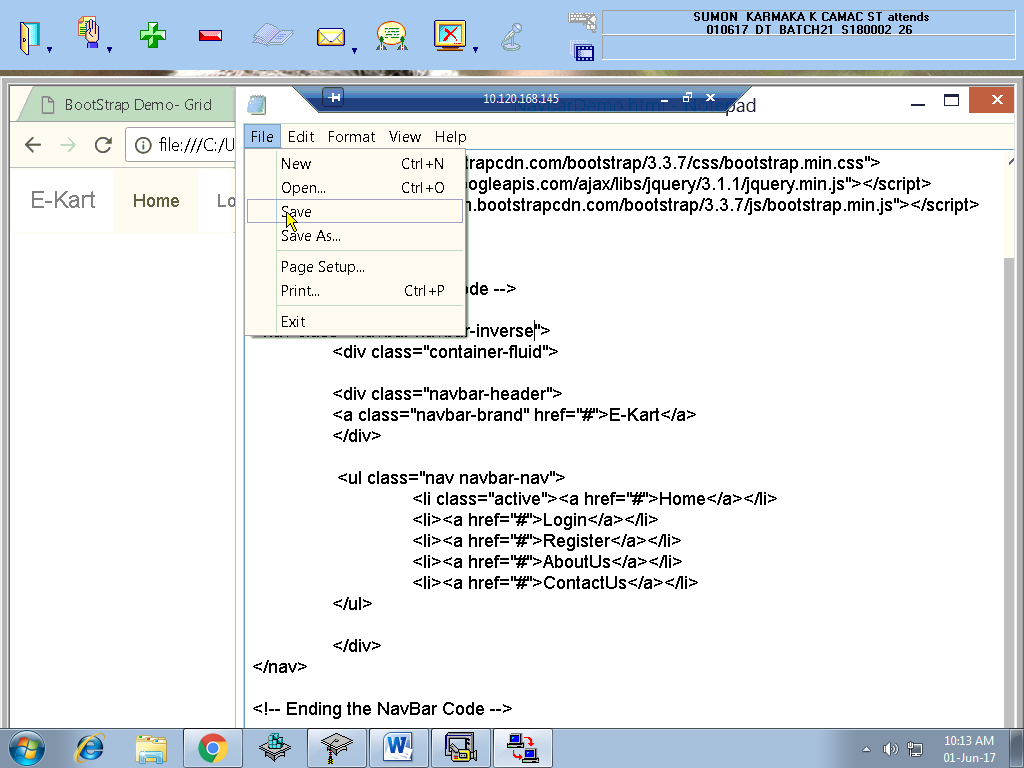 SUMON KARMAKA K CAMAC ST attends
010617 DT BATCH21 S180002 26
BootStrap Demo- Grid
10.120.168.145
NavbarDemo.html - Notepad
file:///C:/U
File Edit Format View Help
E-Kart Home Lo
New Ctrl+N
Open... Ctrl+O
Save
Save As...
Page Setup...
Print... Ctrl+P
Exit
trapcdn.com/bootstrap/3.3.7/css/bootstrap.min.css">
ogleapis.com/ajax/libs/jquery/3.1.1/jquery.min.js"></script>
n.bootstrapcdn.com/bootstrap/3.3.7/js/bootstrap.min.js"></script>
ode -->
-inverse">
<div class="container-fluid">
<div class="navbar-header">
<a class="navbar-brand" href="#">E-Kart</a>
</div>
<ul class="nav navbar-nav">
<li class="active"><a href="#">Home</a></li>
<li><a href="#">Login</a></li>
<li><a href="#">Register</a></li>
<li><a href="#">AboutUs</a></li>
<li><a href="#">ContactUs</a></li>
</ul>
</div>
</nav>
<!-- Ending the NavBar Code -->
10:13 AM
01-Jun-17